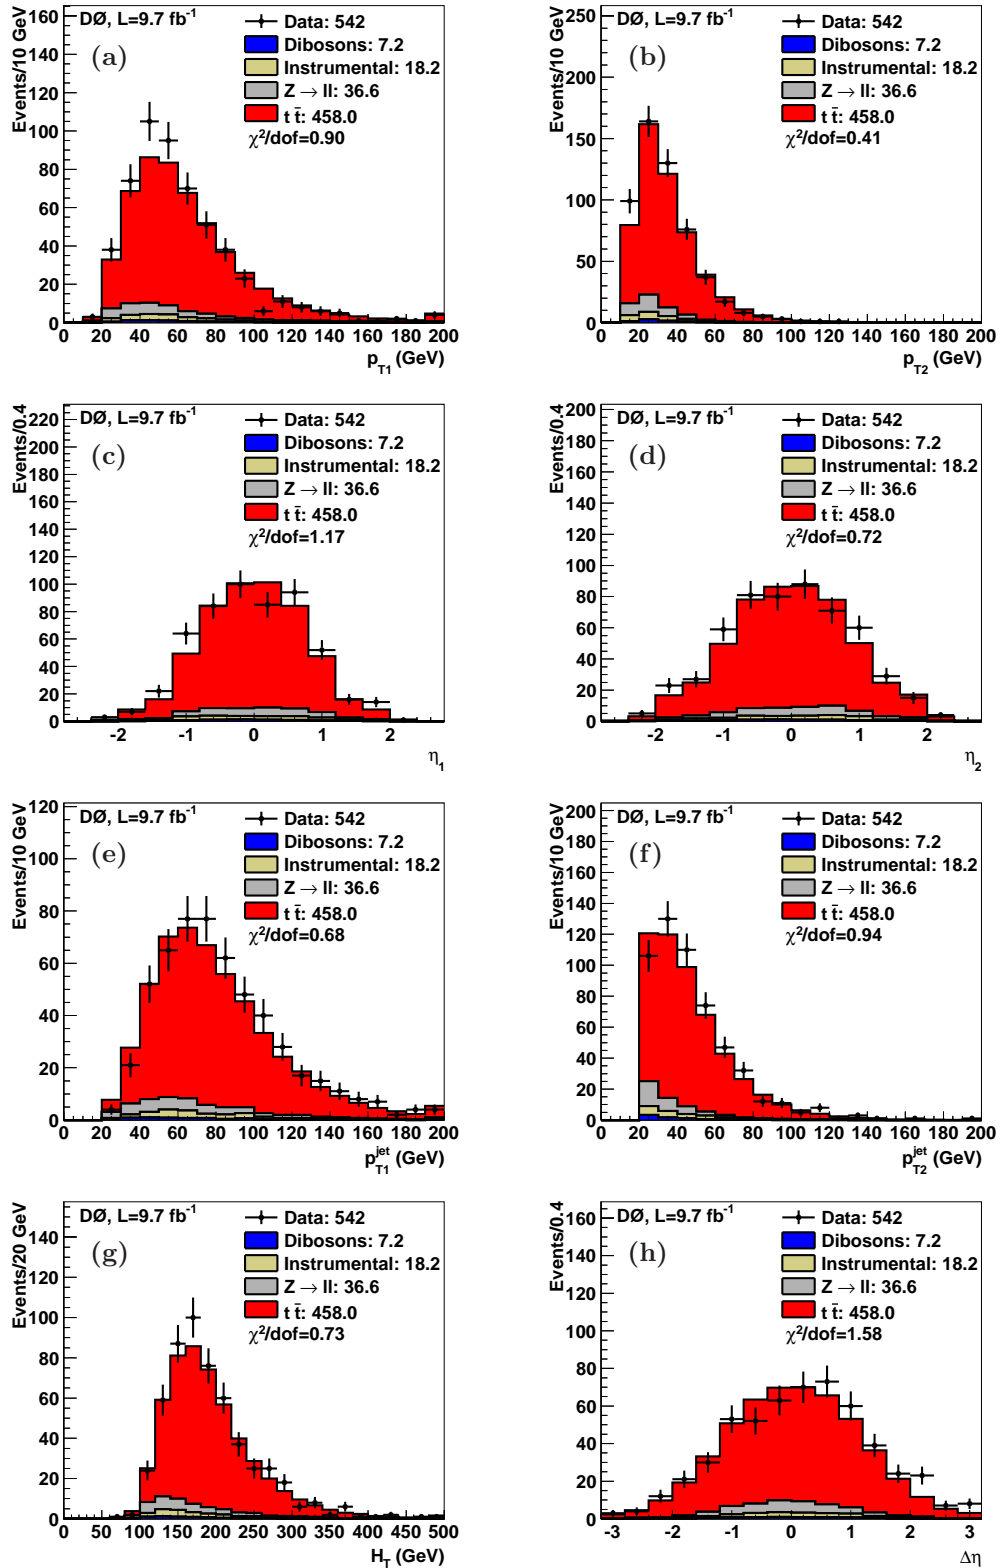 Events/10 GeV
160
140
120
100
80
60
40
20
0
DØ, L=9.7 fb⁻¹
(a)
Data: 542
Dibosons: 7.2
Instrumental: 18.2
Z → ll: 36.6
t t̄: 458.0
χ²/dof=0.90
0 20 40 60 80 100 120 140 160 180 200
p_T1 (GeV)
Events/10 GeV
250
200
150
100
50
0
DØ, L=9.7 fb⁻¹
(b)
Data: 542
Dibosons: 7.2
Instrumental: 18.2
Z → ll: 36.6
t t̄: 458.0
χ²/dof=0.41
0 20 40 60 80 100 120 140 160 180 200
p_T2 (GeV)
Events/0.4
220
200
180
160
140
120
100
80
60
40
20
0
DØ, L=9.7 fb⁻¹
(c)
Data: 542
Dibosons: 7.2
Instrumental: 18.2
Z → ll: 36.6
t t̄: 458.0
χ²/dof=1.17
-2 -1 0 1 2
η_1
Events/0.4
200
180
160
140
120
100
80
60
40
20
0
DØ, L=9.7 fb⁻¹
(d)
Data: 542
Dibosons: 7.2
Instrumental: 18.2
Z → ll: 36.6
t t̄: 458.0
χ²/dof=0.72
-2 -1 0 1 2
η_2
Events/10 GeV
120
100
80
60
40
20
0
DØ, L=9.7 fb⁻¹
(e)
Data: 542
Dibosons: 7.2
Instrumental: 18.2
Z → ll: 36.6
t t̄: 458.0
χ²/dof=0.68
0 20 40 60 80 100 120 140 160 180 200
p_T1^jet (GeV)
Events/10 GeV
200
180
160
140
120
100
80
60
40
20
0
DØ, L=9.7 fb⁻¹
(f)
Data: 542
Dibosons: 7.2
Instrumental: 18.2
Z → ll: 36.6
t t̄: 458.0
χ²/dof=0.94
0 20 40 60 80 100 120 140 160 180 200
p_T2^jet (GeV)
Events/20 GeV
140
120
100
80
60
40
20
0
DØ, L=9.7 fb⁻¹
(g)
Data: 542
Dibosons: 7.2
Instrumental: 18.2
Z → ll: 36.6
t t̄: 458.0
χ²/dof=0.73
0 50 100 150 200 250 300 350 400 450 500
H_T (GeV)
Events/0.4
160
140
120
100
80
60
40
20
0
DØ, L=9.7 fb⁻¹
(h)
Data: 542
Dibosons: 7.2
Instrumental: 18.2
Z → ll: 36.6
t t̄: 458.0
χ²/dof=1.58
-3 -2 -1 0 1 2 3
Δη